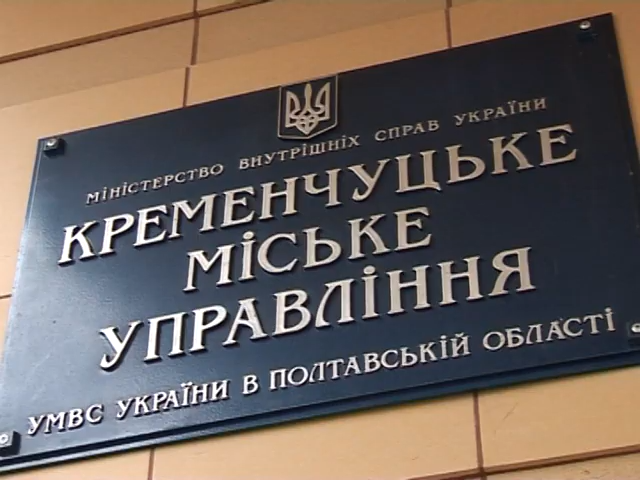 МІНІСТЕРСТВО ВНУТРІШНІХ СПРАВ УКРАЇНИ
КРЕМЕНЧУЦЬКЕ
МІСЬКЕ
УПРАВЛІННЯ
УМВС УКРАЇНИ В ПОЛТАВСЬКІЙ ОБЛАСТІ